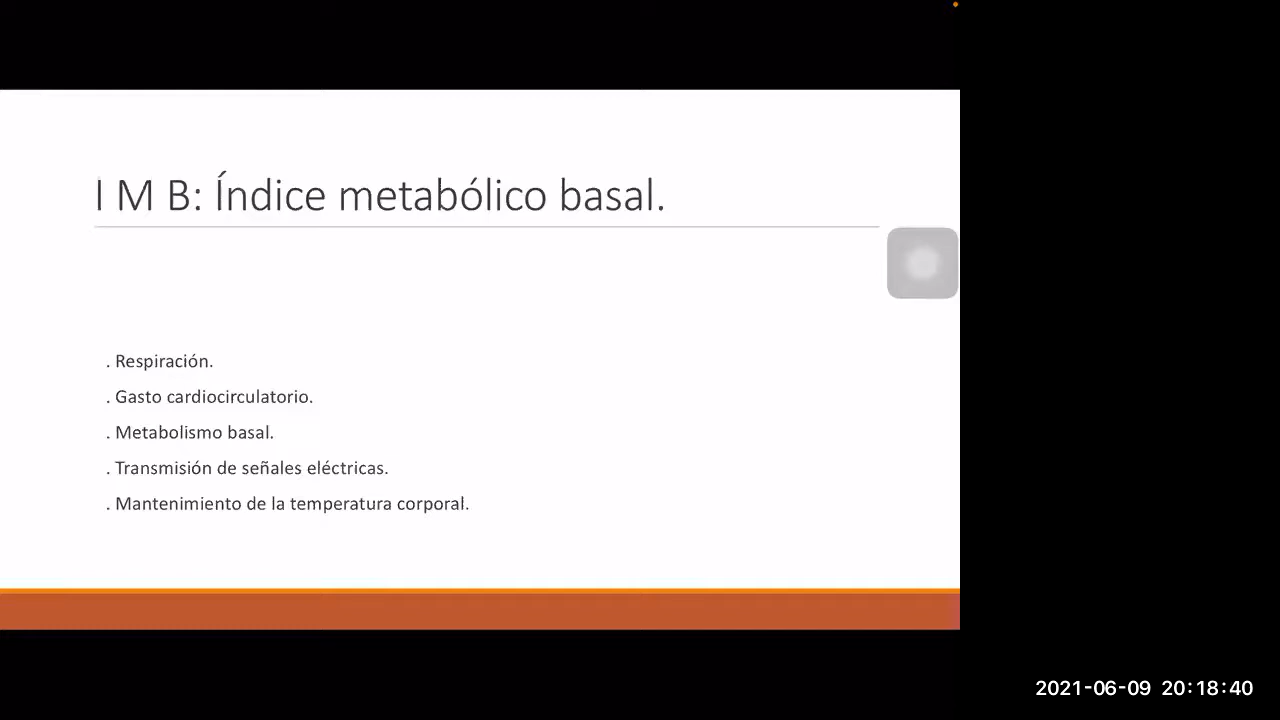 I M B: Índice metabólico basal.
. Respiración.
. Gasto cardiocirculatorio.
. Metabolismo basal.
. Transmisión de señales eléctricas.
. Mantenimiento de la temperatura corporal.
2021-06-09 20:18:40